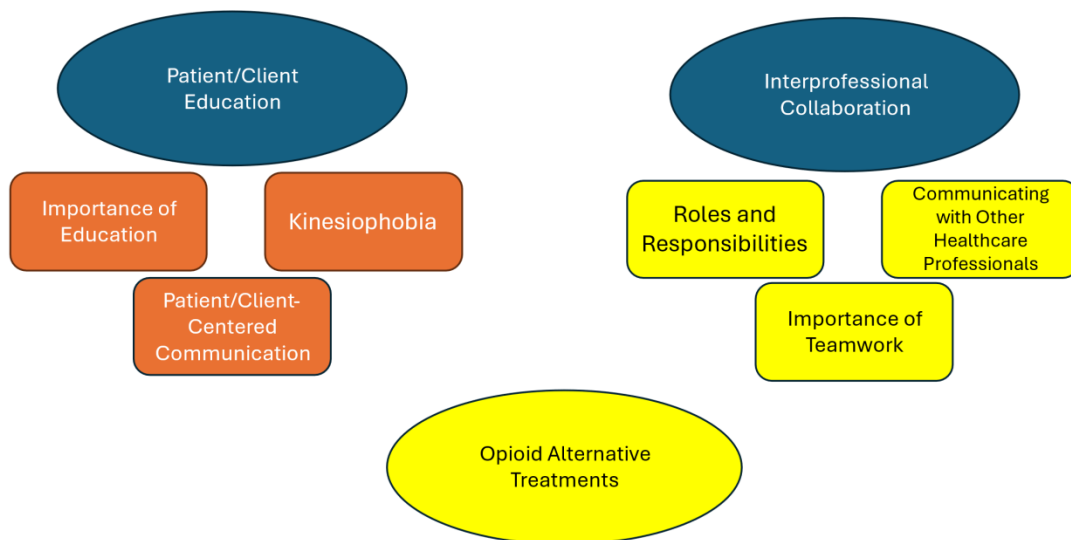 Patient/Client
Education
Interprofessional
Collaboration
Importance of
Education
Kinesiophobia
Patient/Client-
Centered
Communication
Roles and
Responsibilities
Communicating
with Other
Healthcare
Professionals
Importance of
Teamwork
Opioid Alternative
Treatments